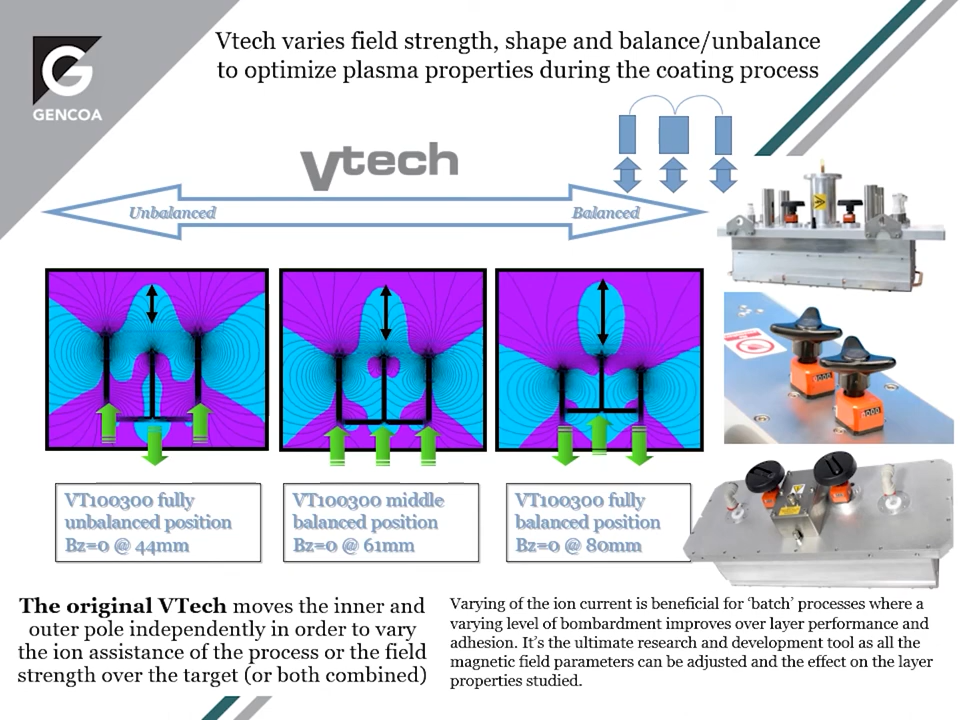 Vtech varies field strength, shape and balance/unbalance
to optimize plasma properties during the coating process
G
GENCOA
vtech
Unbalanced
Balanced
VT100300 fully
unbalanced position
Bz=0 @ 44mm
VT100300 middle
balanced position
Bz=0 @ 61mm
VT100300 fully
balanced position
Bz=0 @ 80mm
The original VTech moves the inner and
outer pole independently in order to vary
the ion assistance of the process or the field
strength over the target (or both combined)
Varying of the ion current is beneficial for ‘batch’ processes where a
varying level of bombardment improves over layer performance and
adhesion. It’s the ultimate research and development tool as all the
magnetic field parameters can be adjusted and the effect on the layer
properties studied.